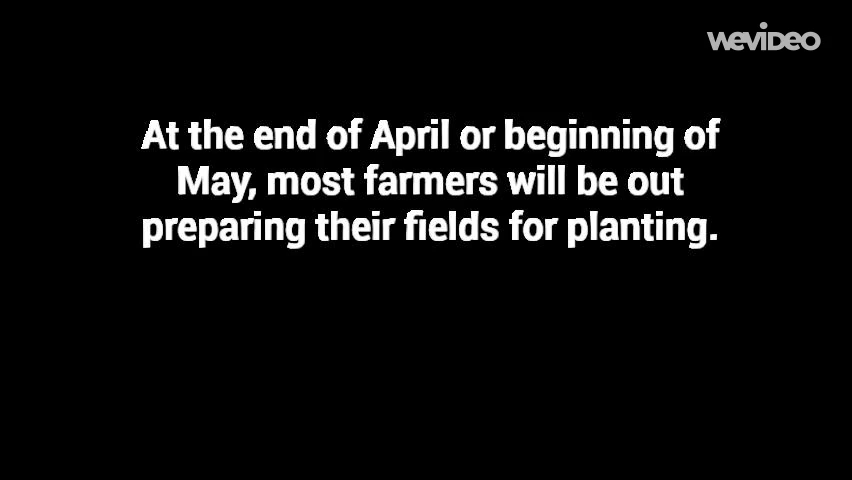 WEVIDEO
At the end of April or beginning of
May, most farmers will be out
preparing their fields for planting.